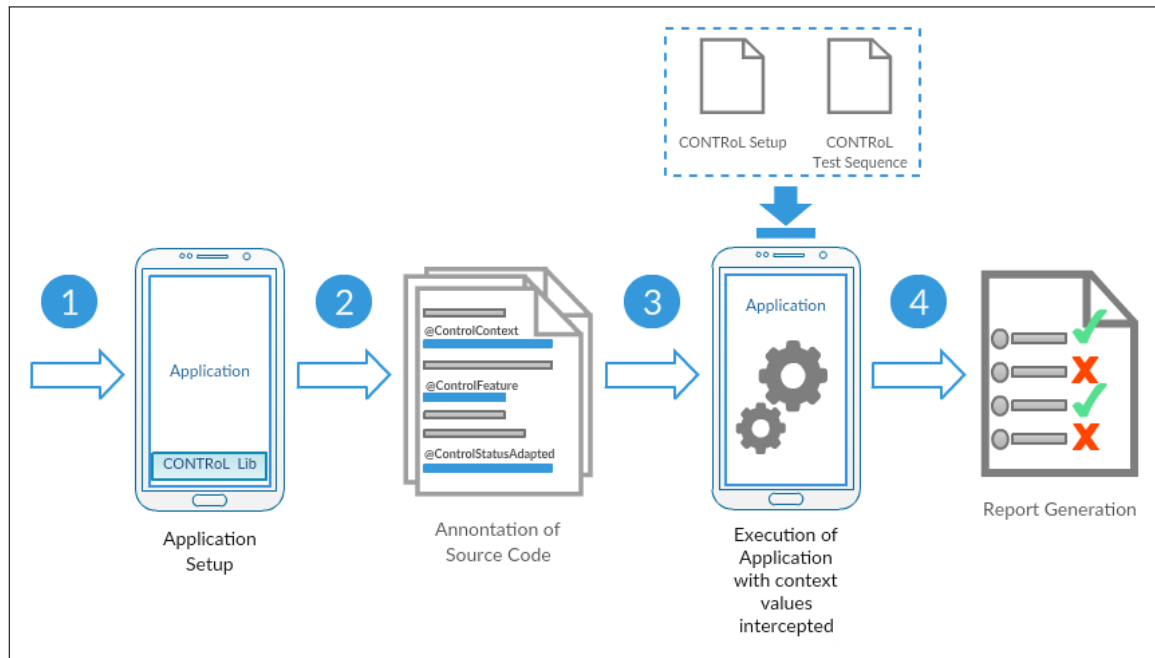 CONTRoL Setup
CONTRoL
Test Sequence
1
2
3
4
Application
CONTRoL Lib
@ControlContext
@ControlFeature
@ControlStatusAdapted
Application
Application
Setup
Annontation of
Source Code
Execution of
Application
with context
values
intercepted
Report Generation